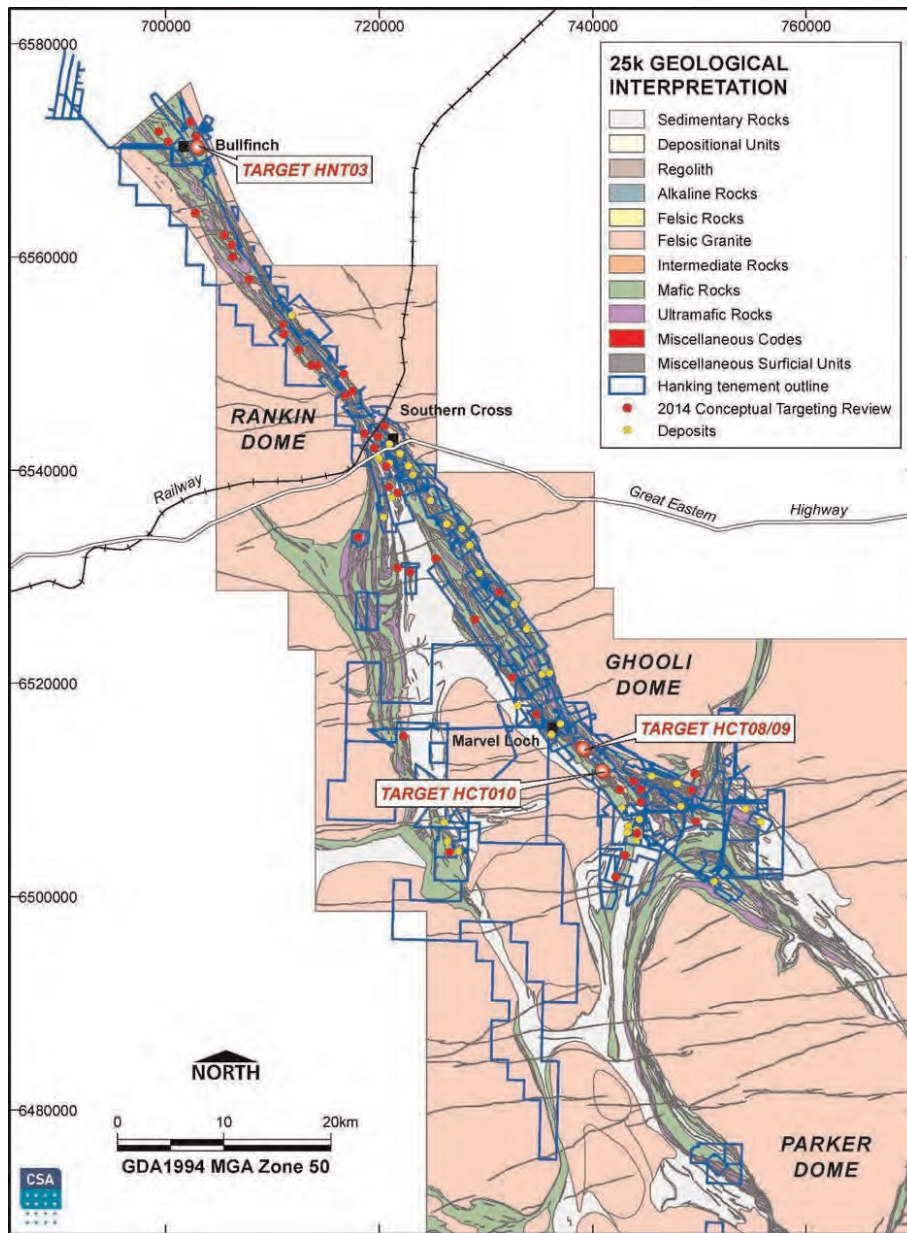 700000
720000
740000
760000
6580000
25k GEOLOGICAL
INTERPRETATION
Sedimentary Rocks
Depositional Units
Regolith
Alkaline Rocks
Felsic Rocks
Felsic Granite
Intermediate Rocks
Mafic Rocks
Ultramafic Rocks
Miscellaneous Codes
Miscellaneous Surficial Units
Hanking tenement outline
2014 Conceptual Targeting Review
Deposits
Bullfinch
TARGET HNT03
6560000
RANKIN
DOME
Southern Cross
6540000
Railway
Great Eastern
Highway
6520000
GHOOLI
DOME
TARGET HCT08/09
Marvel Loch
TARGET HCT010
6500000
NORTH
6480000
0
10
20km
GDA1994 MGA Zone 50
PARKER
DOME
CSA